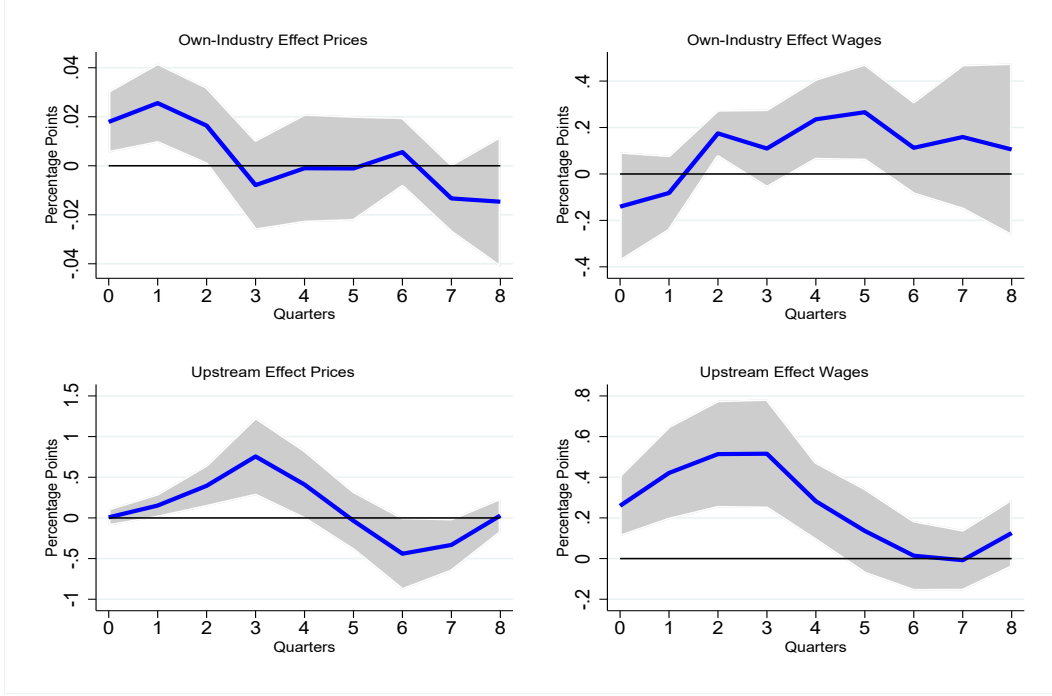 Own-Industry Effect Prices
Percentage Points
.04
.02
0
-.02
-.04
0 1 2 3 4 5 6 7 8
Quarters
Own-Industry Effect Wages
Percentage Points
.4
.2
0
-.2
-.4
0 1 2 3 4 5 6 7 8
Quarters
Upstream Effect Prices
Percentage Points
1.5
1
.5
0
-.5
-1
0 1 2 3 4 5 6 7 8
Quarters
Upstream Effect Wages
Percentage Points
.8
.6
.4
.2
0
-.2
0 1 2 3 4 5 6 7 8
Quarters